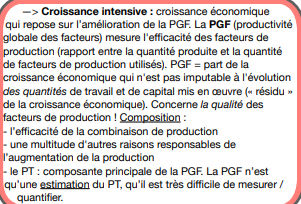 —> Croissance intensive : croissance économique
qui repose sur l'amélioration de la PGF. La PGF (productivité
globale des facteurs) mesure l'efficacité des facteurs de
production (rapport entre la quantité produite et la quantité
de facteurs de production utilisés). PGF = part de la
croissance économique qui n'est pas imputable à l'évolution
des quantités de travail et de capital mis en œuvre (« résidu »
de la croissance économique). Concerne la qualité des
facteurs de production ! Composition :
- l'efficacité de la combinaison de production
- une multitude d'autres raisons responsables de
l'augmentation de la production
- le PT : composante principale de la PGF. La PGF n'est
qu'une estimation du PT, qu'il est très difficile de mesurer /
quantifier.